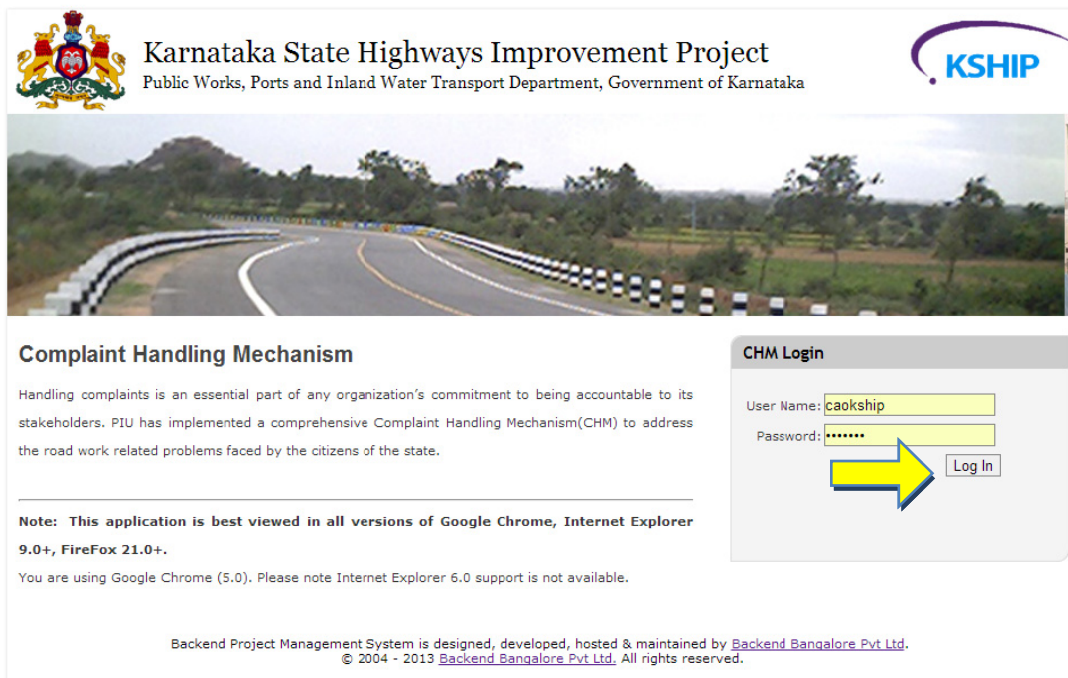 Karnataka State Highways Improvement Project
Public Works, Ports and Inland Water Transport Department, Government of Karnataka
KSHIP
Complaint Handling Mechanism
Handling complaints is an essential part of any organization's commitment to being accountable to its
stakeholders. PIU has implemented a comprehensive Complaint Handling Mechanism(CHM) to address
the road work related problems faced by the citizens of the state.
Note: This application is best viewed in all versions of Google Chrome, Internet Explorer
9.0+, FireFox 21.0+.
You are using Google Chrome (5.0). Please note Internet Explorer 6.0 support is not available.
CHM Login
User Name: caokship
Password: •••••••
Log In
Backend Project Management System is designed, developed, hosted & maintained by Backend Bangalore Pvt Ltd.
© 2004 - 2013 Backend Bangalore Pvt Ltd. All rights reserved.